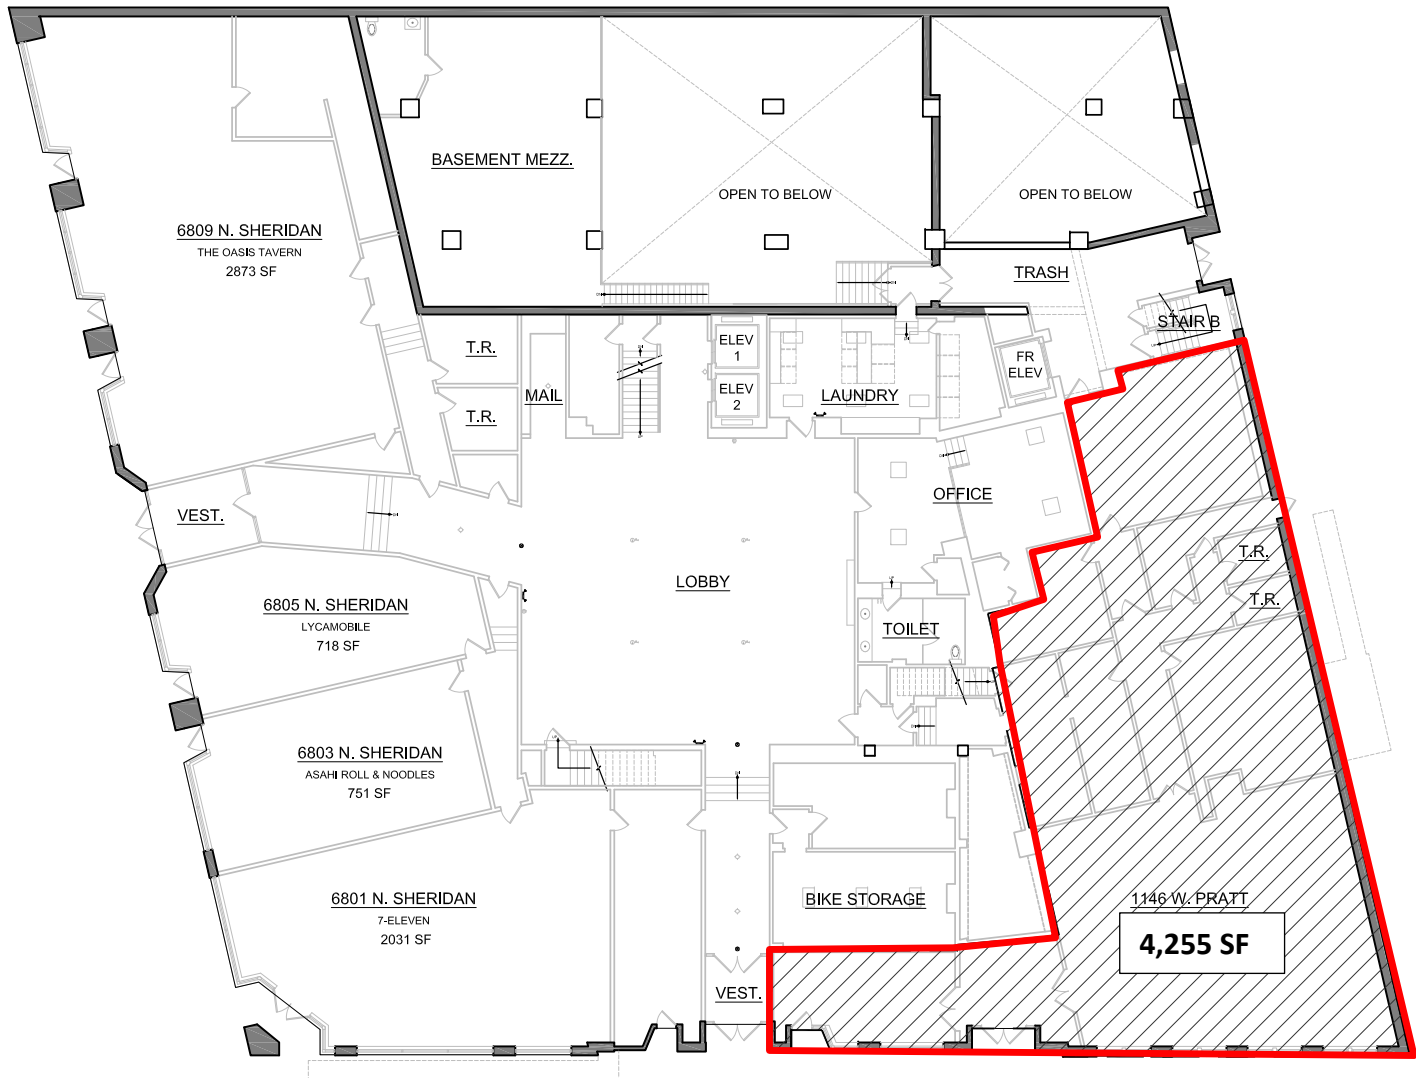 BASEMENT MEZZ.
OPEN TO BELOW
OPEN TO BELOW
6809 N. SHERIDAN
THE OASIS TAVERN
2873 SF
TRASH
STAIR B
ELEV
1
ELEV
2
FR
ELEV
T.R.
T.R.
MAIL
LAUNDRY
VEST.
OFFICE
LOBBY
T.R.
T.R.
6805 N. SHERIDAN
LYCAMOBILE
718 SF
TOILET
6803 N. SHERIDAN
ASAHI ROLL & NOODLES
751 SF
6801 N. SHERIDAN
7-ELEVEN
2031 SF
BIKE STORAGE
1146 W. PRATT
4,255 SF
VEST.